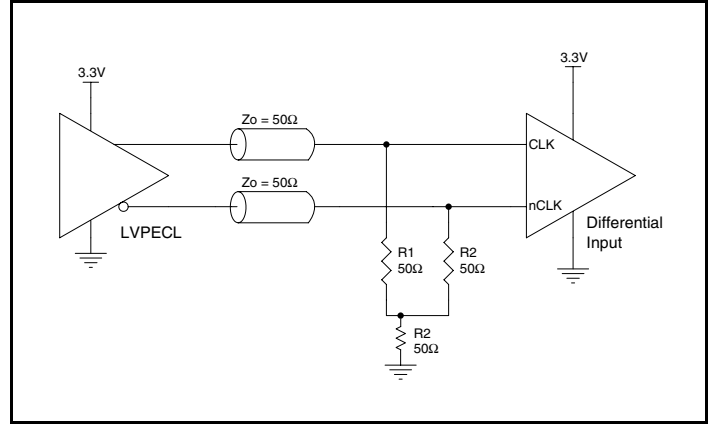 3.3V
3.3V
Zo = 50Ω
CLK
Zo = 50Ω
nCLK
LVPECL
Differential
Input
R1
50Ω
R2
50Ω
R2
50Ω